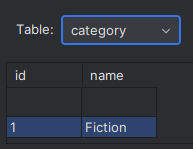 Table: category
id name
1 Fiction